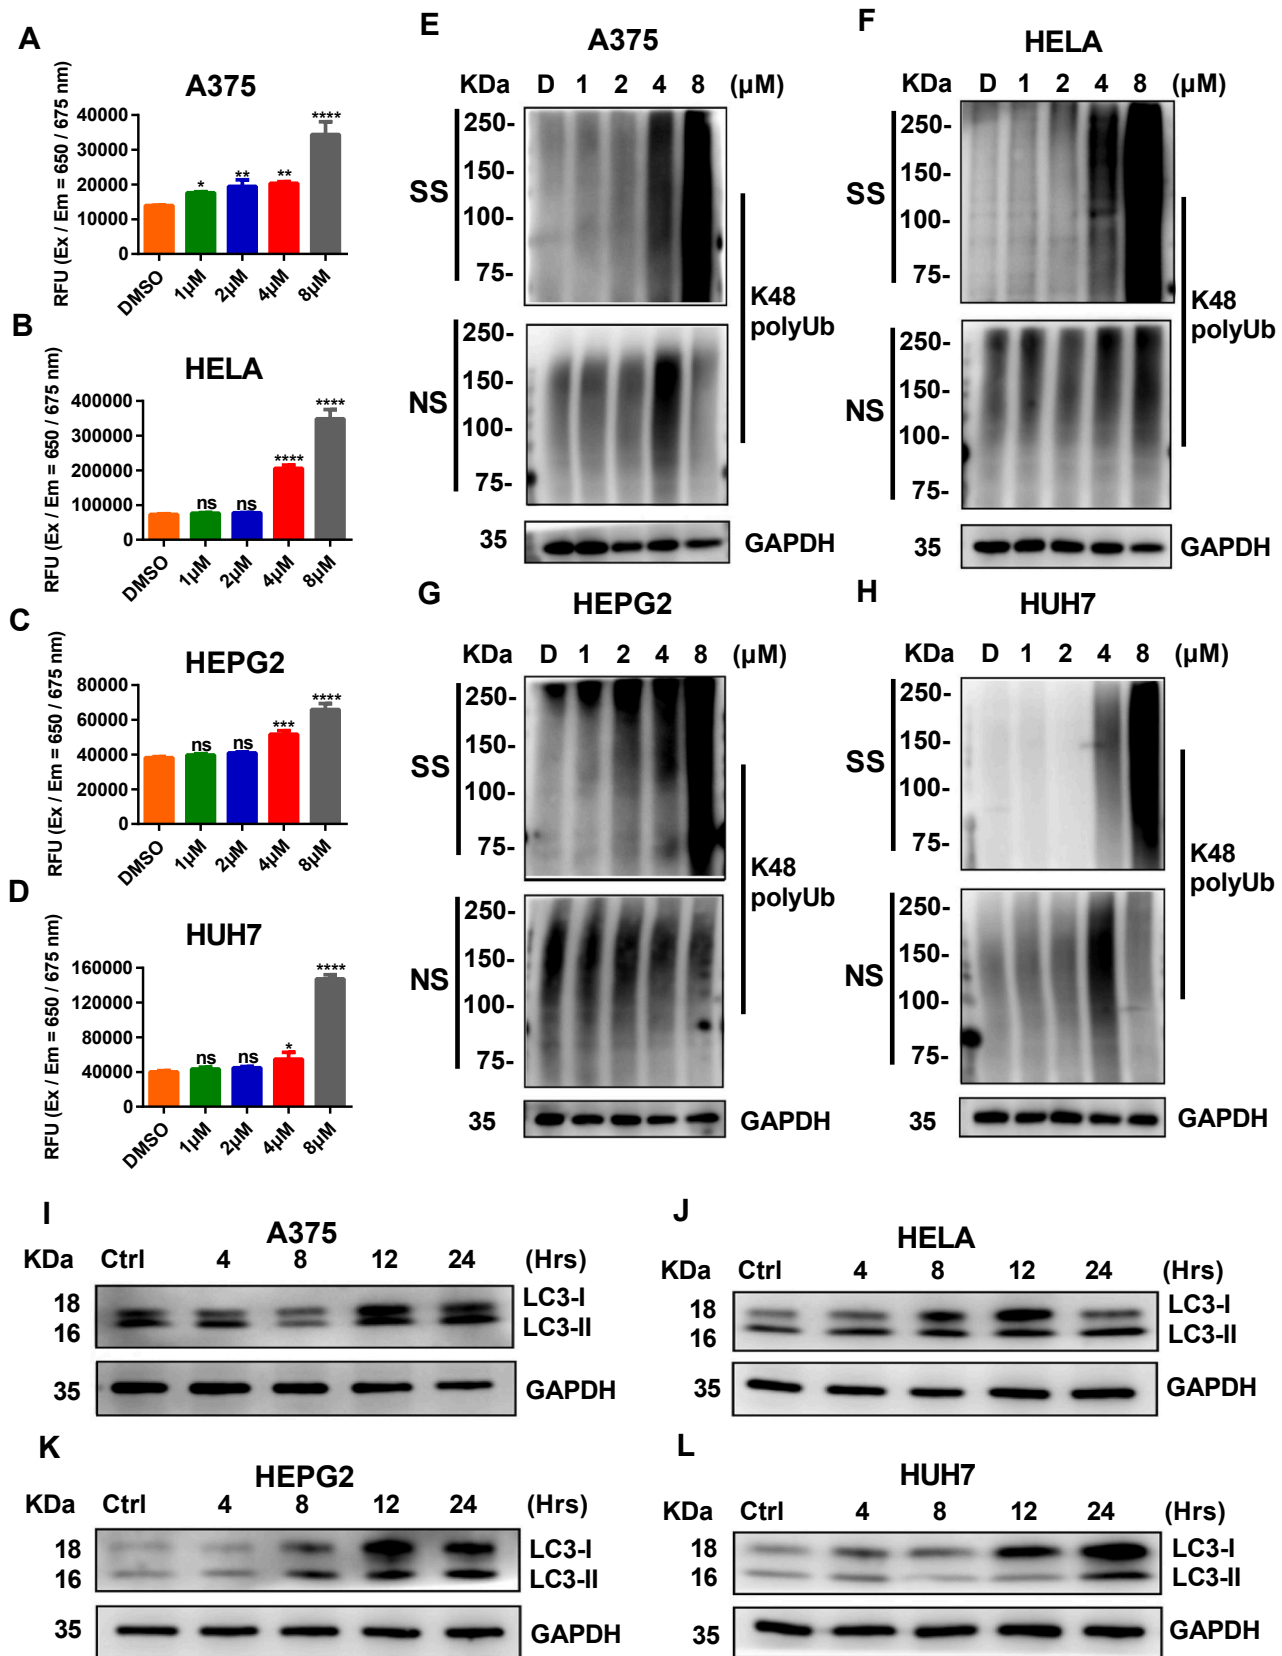 A
A375
RFU (Ex / Em = 650 / 675 nm)
40000
30000
20000
10000
0
* ** ** ****
DMSO 1µM 2µM 4µM 8µM
B
HELA
RFU (Ex / Em = 650 / 675 nm)
400000
300000
200000
100000
0
ns ns **** ****
DMSO 1µM 2µM 4µM 8µM
C
HEPG2
RFU (Ex / Em = 650 / 675 nm)
80000
60000
40000
20000
0
ns ns *** ****
DMSO 1µM 2µM 4µM 8µM
D
HUH7
RFU (Ex / Em = 650 / 675 nm)
160000
120000
80000
40000
0
ns ns * ****
DMSO 1µM 2µM 4µM 8µM
E
A375
KDa D 1 2 4 8 (µM)
SS
250-
150-
100-
75-
NS
250-
150-
100-
75-
K48
polyUb
35 GAPDH
F
HELA
KDa D 1 2 4 8 (µM)
SS
250-
150-
100-
75-
NS
250-
150-
100-
75-
K48
polyUb
35 GAPDH
G
HEPG2
KDa D 1 2 4 8 (µM)
SS
250-
150-
100-
75-
NS
250-
150-
100-
75-
K48
polyUb
35 GAPDH
H
HUH7
KDa D 1 2 4 8 (µM)
SS
250-
150-
100-
75-
NS
250-
150-
100-
75-
K48
polyUb
35 GAPDH
I
A375
KDa Ctrl 4 8 12 24 (Hrs)
18 LC3-I
16 LC3-II
35 GAPDH
J
HELA
KDa Ctrl 4 8 12 24 (Hrs)
18 LC3-I
16 LC3-II
35 GAPDH
K
HEPG2
KDa Ctrl 4 8 12 24 (Hrs)
18 LC3-I
16 LC3-II
35 GAPDH
L
HUH7
KDa Ctrl 4 8 12 24 (Hrs)
18 LC3-I
16 LC3-II
35 GAPDH